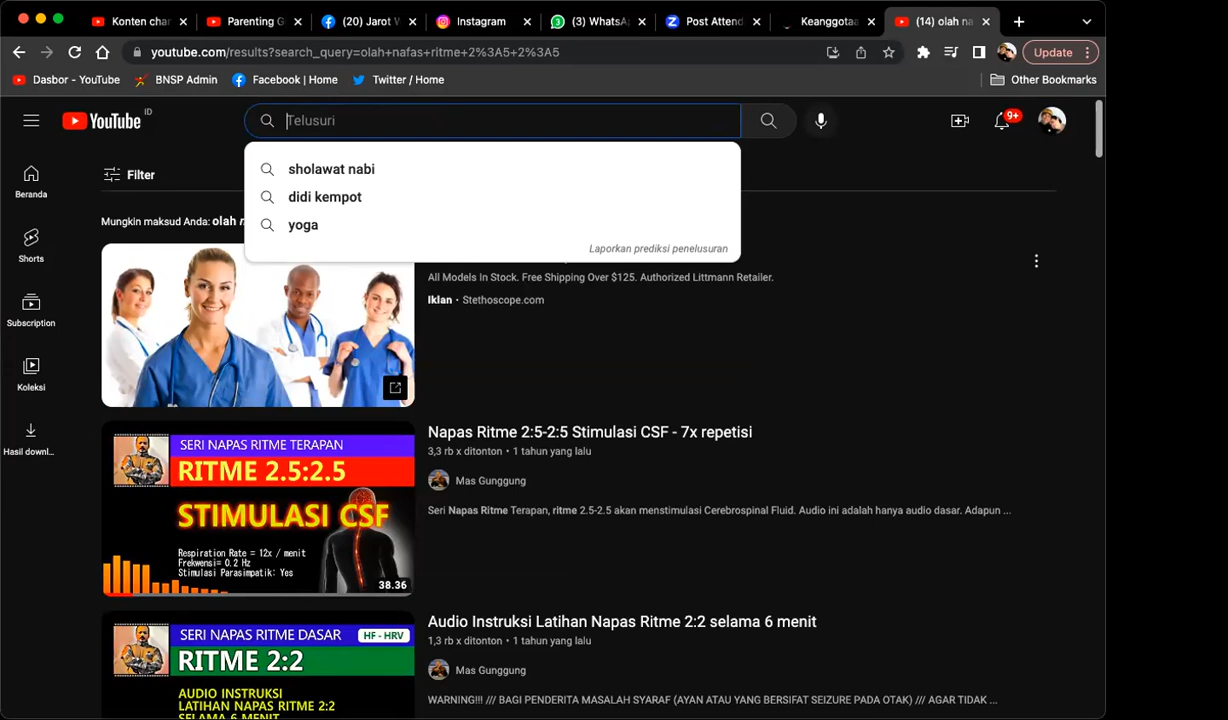 Konten char
Parenting G
(20) Jarot W
Instagram
(3) WhatsAp
Post Attend
Keanggotaa
(14) olah na
youtube.com/results?search_query=olah+nafas+ritme+2%3A5+2%3A5
Update
Dasbor - YouTube
BNSP Admin
Facebook | Home
Twitter / Home
Other Bookmarks
YouTube ID
Telusuri
9+
sholawat nabi
didi kempot
yoga
Laporkan prediksi penelusuran
Beranda
Shorts
Subscription
Koleksi
Hasil downl...
Filter
Mungkin maksud Anda: olah
All Models In Stock. Free Shipping Over $125. Authorized Littmann Retailer.
Iklan • Stethoscope.com
SERI NAPAS RITME TERAPAN
RITME 2.5:2.5
STIMULASI CSF
Respiration Rate = 12x / menit
Frekwensi= 0.2 Hz
Stimulasi Parasimpatik: Yes
38.36
Napas Ritme 2:5-2:5 Stimulasi CSF - 7x repetisi
3,3 rb x ditonton • 1 tahun yang lalu
Mas Gunggung
Seri Napas Ritme Terapan, ritme 2.5-2.5 akan menstimulasi Cerebrospinal Fluid. Audio ini adalah hanya audio dasar. Adapun ...
SERI NAPAS RITME DASAR
HF - HRV
RITME 2:2
AUDIO INSTRUKSI
LATIHAN NAPAS RITME 2:2
SELAMA 6 MENIT
Audio Instruksi Latihan Napas Ritme 2:2 selama 6 menit
1,3 rb x ditonton • 1 tahun yang lalu
Mas Gunggung
WARNING!!! /// BAGI PENDERITA MASALAH SYARAF (AYAN ATAU YANG BERSIFAT SEIZURE PADA OTAK) /// AGAR TIDAK ...